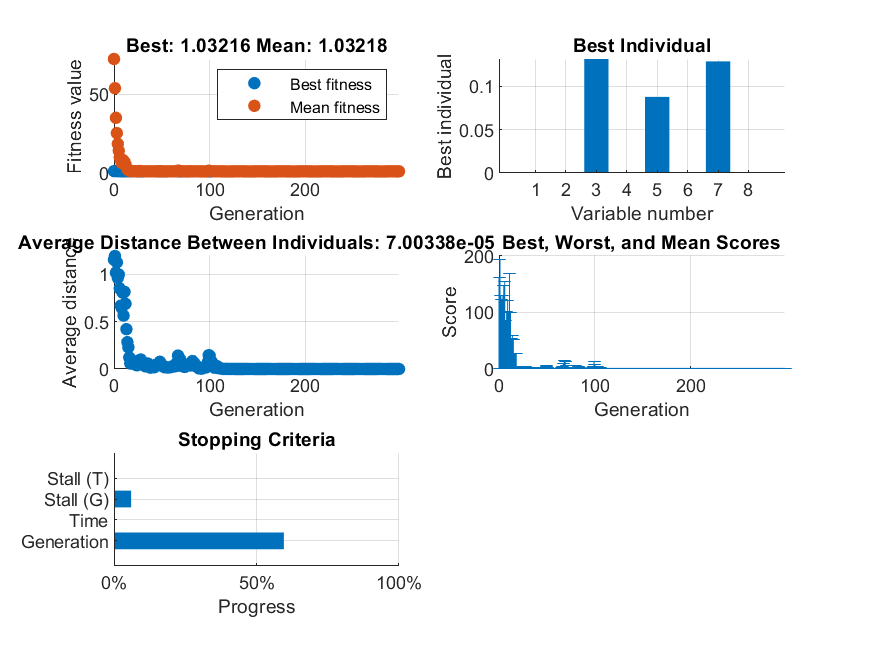 Best: 1.03216 Mean: 1.03218
Fitness value
50
0
0
100
200
Generation
Best fitness
Mean fitness
Best Individual
Best individual
0.1
0.05
0
1 2 3 4 5 6 7 8
Variable number
Average Distance Between Individuals: 7.00338e-05
Average distance
1
0.5
0
0
100
200
Generation
Best, Worst, and Mean Scores
Score
200
100
0
0
100
200
Generation
Stopping Criteria
Stall (T)
Stall (G)
Time
Generation
0%
50%
100%
Progress